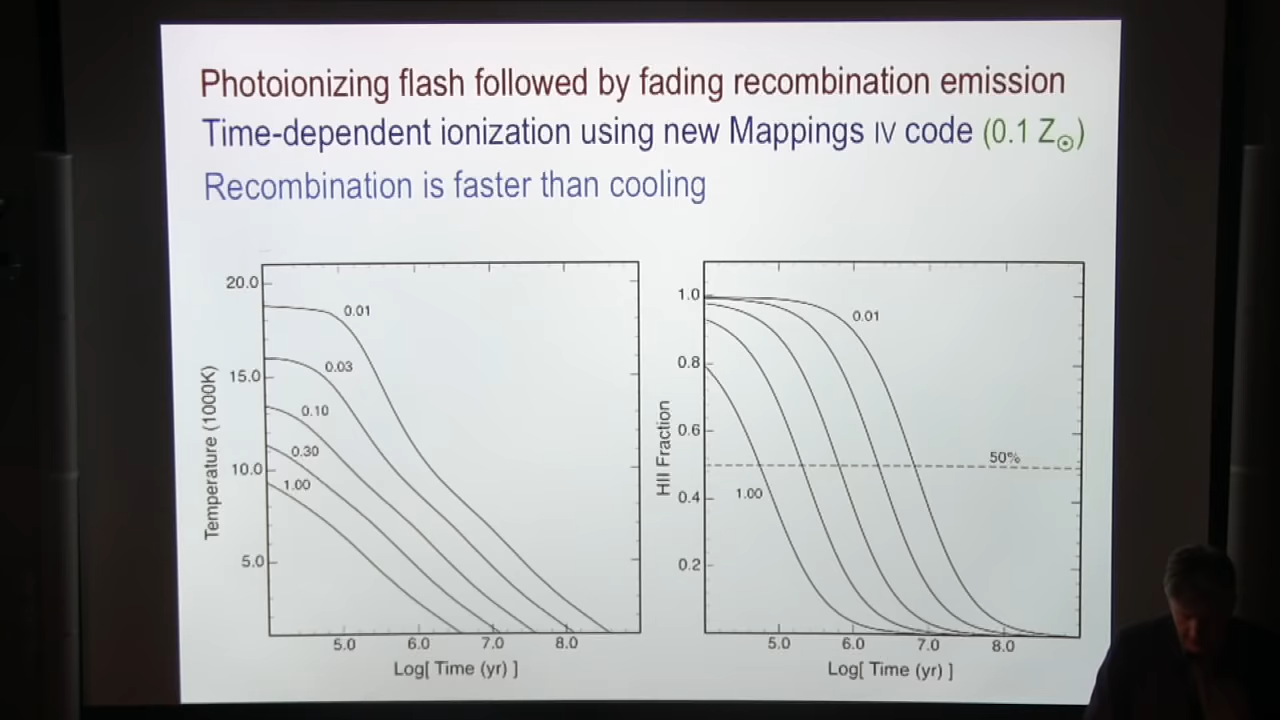 Photoionizing flash followed by fading recombination emission
Time-dependent ionization using new Mappings IV code (0.1 Z☉)
Recombination is faster than cooling
20.0
15.0
10.0
5.0
Temperature (1000K)
0.01
0.03
0.10
0.30
1.00
5.0 6.0 7.0 8.0
Log[ Time (yr) ]
1.0
0.8
0.6
0.4
0.2
HII Fraction
0.01
50%
1.00
5.0 6.0 7.0 8.0
Log[ Time (yr) ]